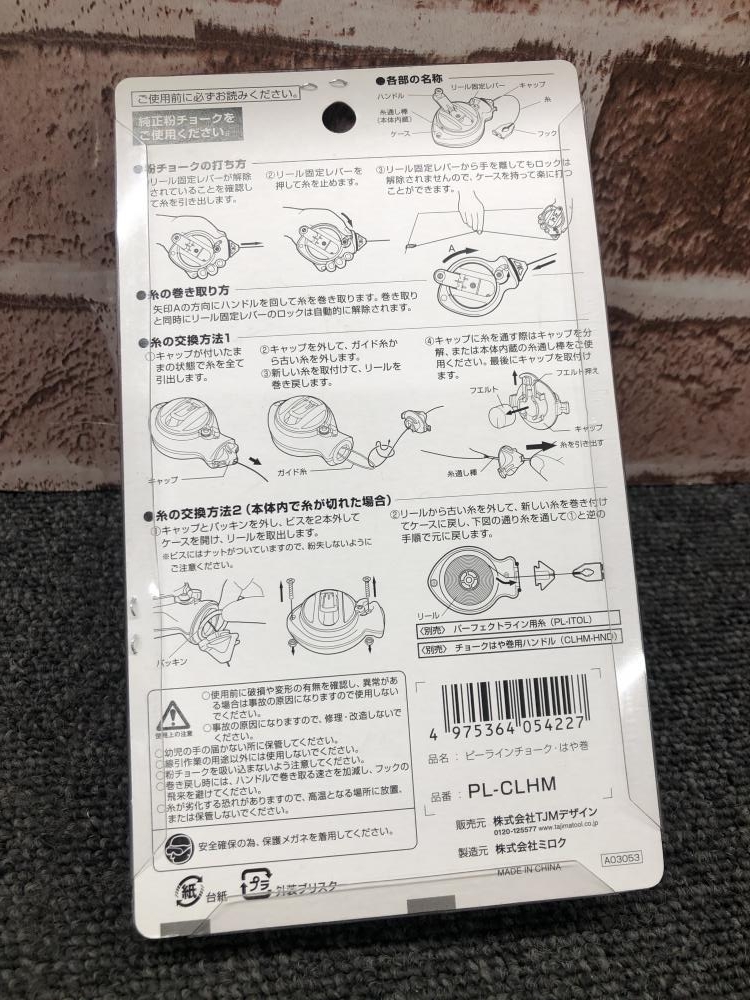 ご使用前に必ずお読みください。
純正粉チョークを
ご使用ください。
●各部の名称
リール固定レバー
キャップ
ハンドル
糸
糸通し棒
(本体内蔵)
ケース
フック
●粉チョークの打ち方
①リール固定レバーが解除
されていることを確認し
て糸を引き出します。
②リール固定レバーを
押して糸を止めます。
③リール固定レバーから手を離してもロックは
解除されませんので、ケースを持って楽に打つ
ことができます。
A
●糸の巻き取り方
矢印Aの方向にハンドルを回して糸を巻き取ります。巻き取り
と同時にリール固定レバーのロックは自動的に解除されます。
●糸の交換方法1
①キャップが付いたま
まの状態で糸を全て
引出します。
②キャップを外して、ガイド糸か
ら古い糸を外します。
③新しい糸を取付けて、リールを
巻き戻します。
④キャップに糸を通す際はキャップを分
解、または本体内蔵の糸通し棒をご使
用ください。最後にキャップを取付け
ます。
フエルト押え
フエルト
キャップ
糸を引き出す
糸通し棒
キャップ
ガイド糸
●糸の交換方法2(本体内で糸が切れた場合)
①キャップとパッキンを外し、ビスを2本外して
ケースを開け、リールを取出します。
※ビスにはナットがついていますので、紛失しないように
ご注意ください。
②リールから古い糸を外して、新しい糸を巻き付け
てケースに戻し、下図の通り糸を通して①と逆の
手順で元に戻します。
パッキン
リール
〈別売〉 パーフェクトライン用糸(PL-ITOL)
〈別売〉 チョークはや巻用ハンドル(CLHM-HND)
使用上の注意
○使用前に破損や変形の有無を確認し、異常があ
る場合は事故の原因になりますので使用しない
でください。
○事故の原因になりますので、修理・改造しないで
ください。
○幼児の手の届かない所に保管してください。
○線引作業の用途以外には使用しないでください。
○粉チョークを吸い込まないよう注意してください。
○巻き戻し時には、ハンドルで巻き取る速さを加減し、フックの
飛来を避けてください。
○糸が劣化する恐れがありますので、高温となる場所に放置、
または保管しないでください。
安全確保の為、保護メガネを着用してください。
4 975364 054227
品名 : ピーラインチョーク・はや巻
品番 : PL-CLHM
販売元 株式会社TJMデザイン
0120-125577 www.tajimatool.co.jp
製造元 株式会社ミロク
MADE IN CHINA
A03053
紙 台紙
プラ 外装ブリスタ